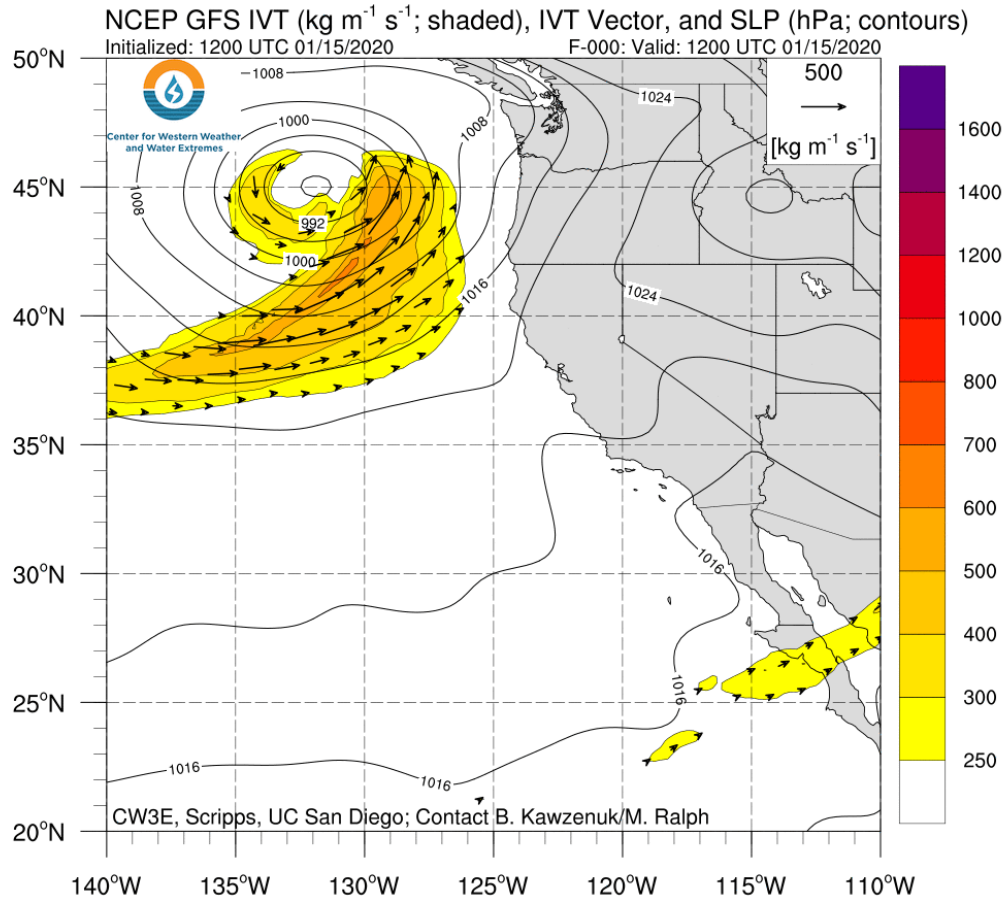 NCEP GFS IVT (kg m⁻¹ s⁻¹; shaded), IVT Vector, and SLP (hPa; contours)
Initialized: 1200 UTC 01/15/2020
F-000: Valid: 1200 UTC 01/15/2020
Center for Western Weather
and Water Extremes
500
[kg m⁻¹ s⁻¹]
50°N
45°N
40°N
35°N
30°N
25°N
20°N
1008
1000
1008
1008
992
1000
1016
1024
1024
1016
1016
1016
1016
CW3E, Scripps, UC San Diego; Contact B. Kawzenuk/M. Ralph
140°W
135°W
130°W
125°W
120°W
115°W
110°W
1600
1400
1200
1000
800
700
600
500
400
300
250